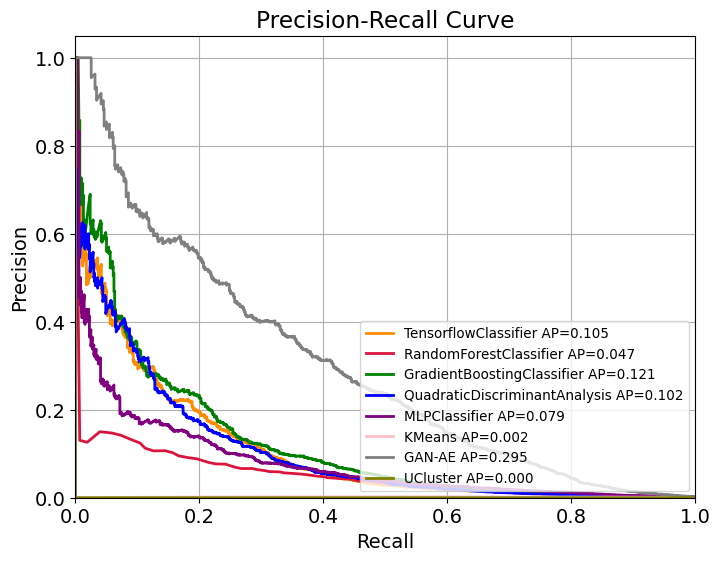 Precision-Recall Curve
Precision
1.0
0.8
0.6
0.4
0.2
0.0
TensorflowClassifier AP=0.105
RandomForestClassifier AP=0.047
GradientBoostingClassifier AP=0.121
QuadraticDiscriminantAnalysis AP=0.102
MLPClassifier AP=0.079
KMeans AP=0.002
GAN-AE AP=0.295
UCluster AP=0.000
0.0 0.2 0.4 0.6 0.8 1.0
Recall